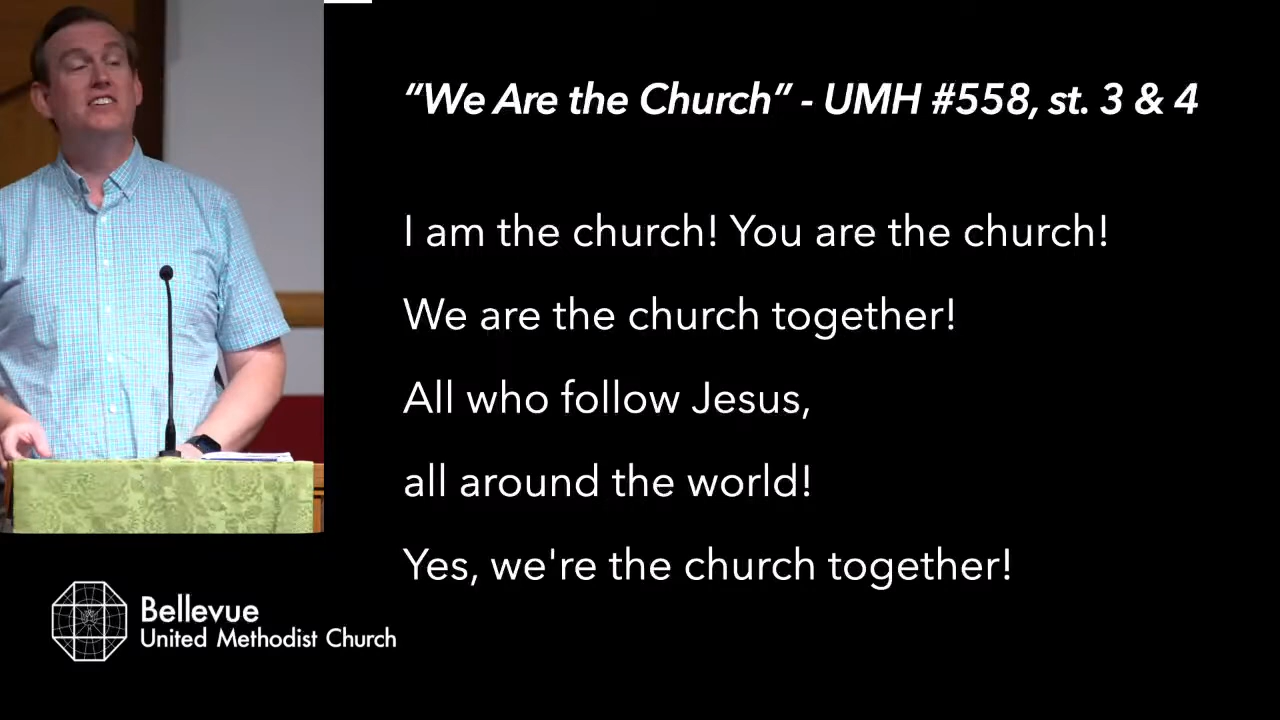 “We Are the Church” - UMH #558, st. 3 & 4
I am the church! You are the church!
We are the church together!
All who follow Jesus,
all around the world!
Yes, we're the church together!
Bellevue
United Methodist Church